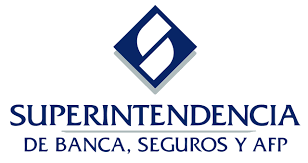 SUPERINTENDENCIA
DE BANCA, SEGUROS Y AFP